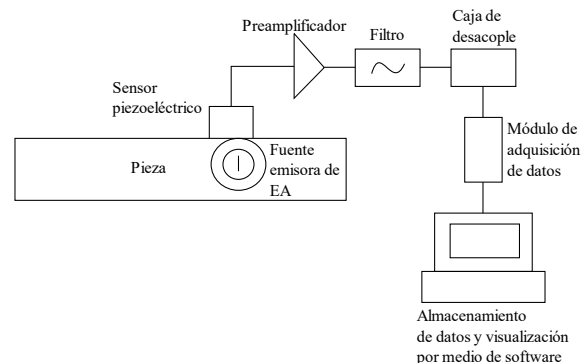 Preamplificador
Filtro
Caja de
desacople
Sensor
piezoeléctrico
Pieza
Fuente
emisora de
EA
Módulo de
adquisición
de datos
Almacenamiento
de datos y visualización
por medio de software